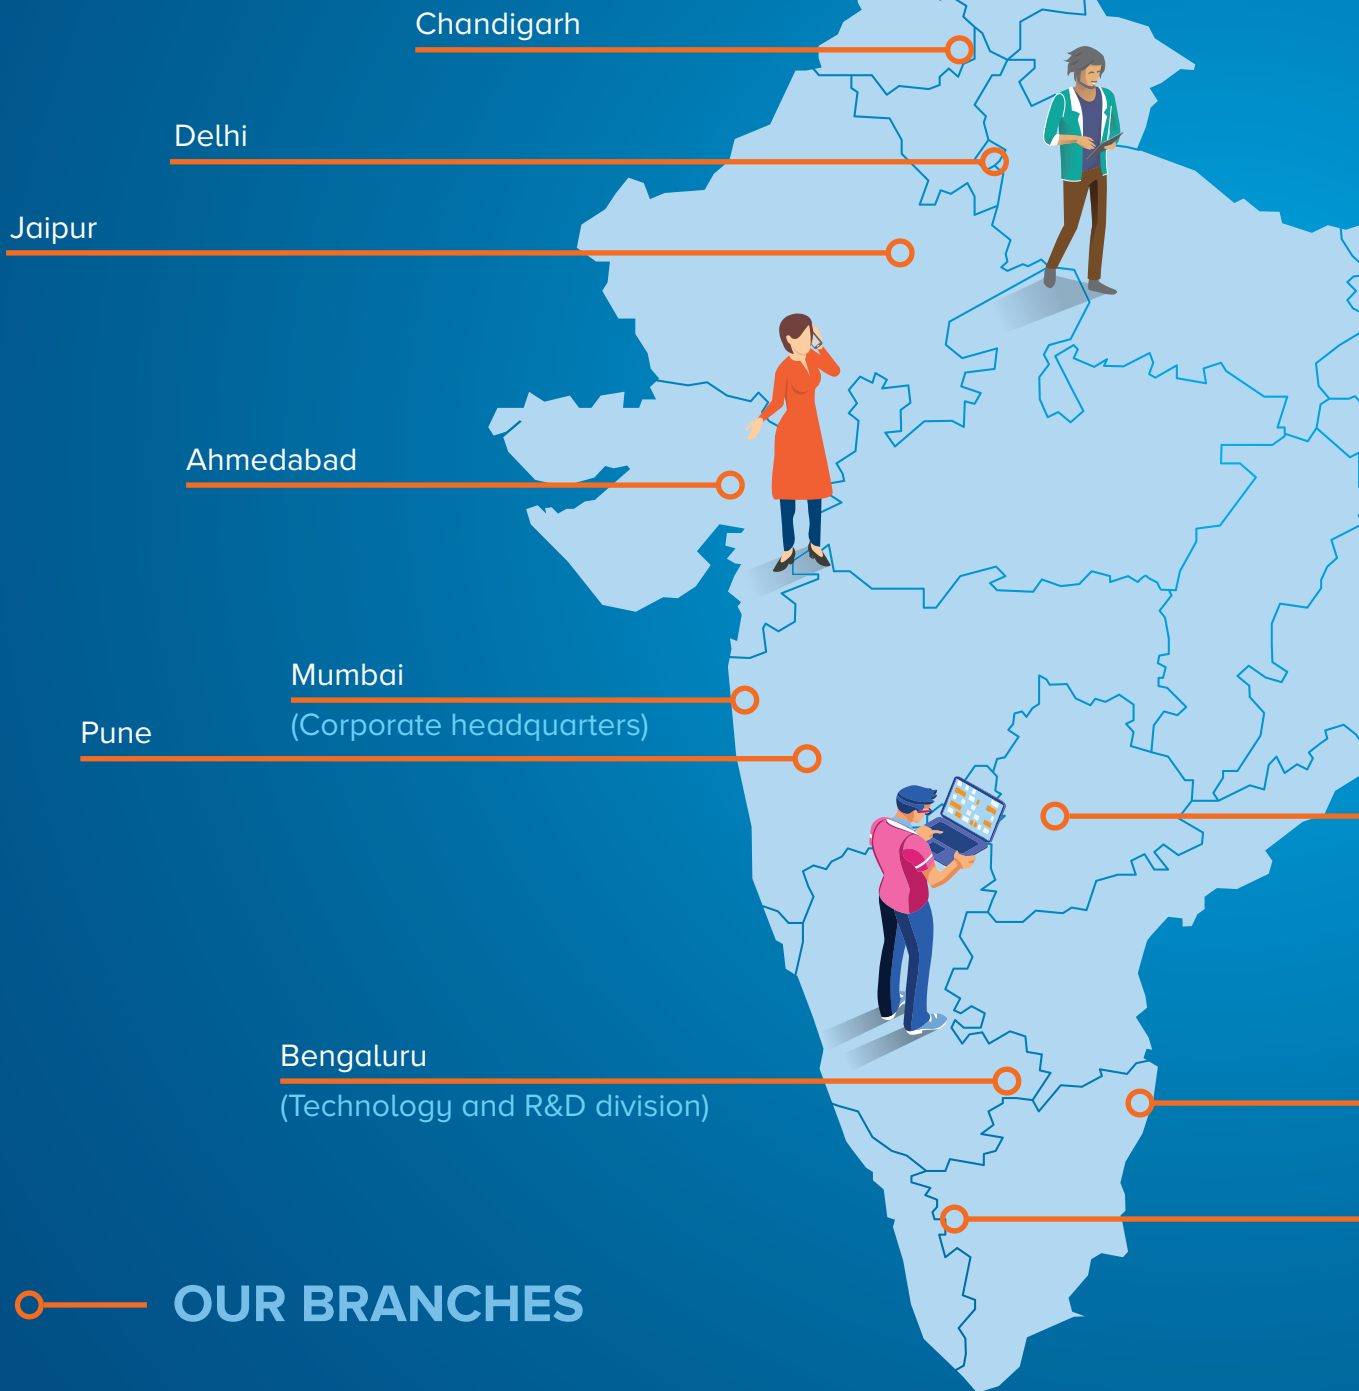 Chandigarh
Delhi
Jaipur
Ahmedabad
Mumbai
(Corporate headquarters)
Pune
Bengaluru
(Technology and R&D division)
OUR BRANCHES